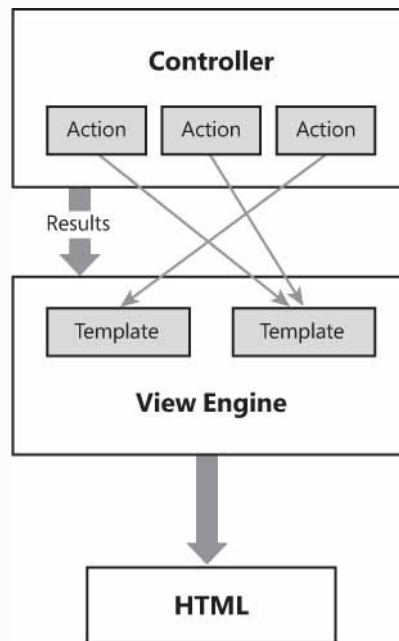 Controller
Action Action Action
Results
Template Template
View Engine
HTML